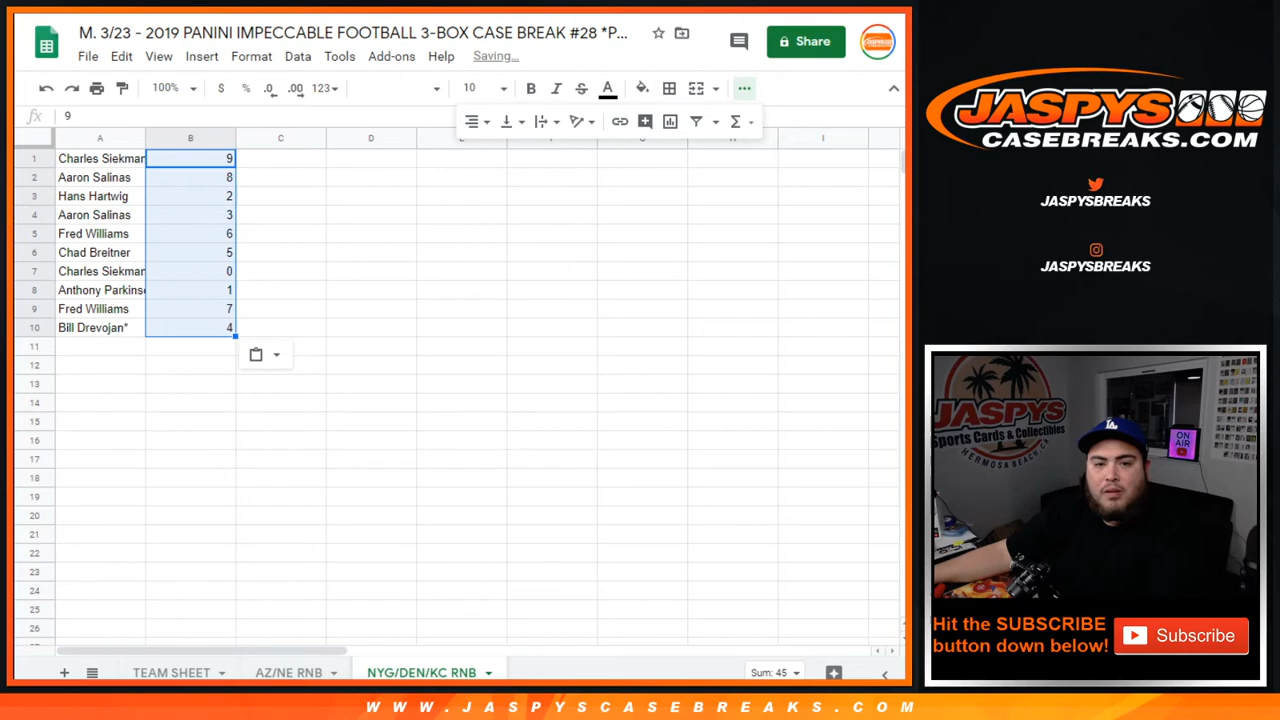 M. 3/23 - 2019 PANINI IMPECCABLE FOOTBALL 3-BOX CASE BREAK #28 *P...
File Edit View Insert Format Data Tools Add-ons Help Saving...
Share
100% $ % .0 .00 123 10 B I S A
fx 9
A B C D I
1 Charles Siekman 9
2 Aaron Salinas 8
3 Hans Hartwig 2
4 Aaron Salinas 3
5 Fred Williams 6
6 Chad Breitner 5
7 Charles Siekman 0
8 Anthony Parkinso 1
9 Fred Williams 7
10 Bill Drevojan* 4
11
12
13
14
15
16
17
18
19
20
21
22
23
24
25
26
TEAM SHEET AZ/NE RNB NYG/DEN/KC RNB Sum: 45
JASPYS
CASEBREAKS.COM
JASPYSBREAKS
JASPYSBREAKS
JASPYS
Sports Cards & Collectibles
HERMOSA BEACH, CA
LA
ON
AIR
Hit the SUBSCRIBE
button down below!
Subscribe
WWW.JASPYSCASEBREAKS.COM